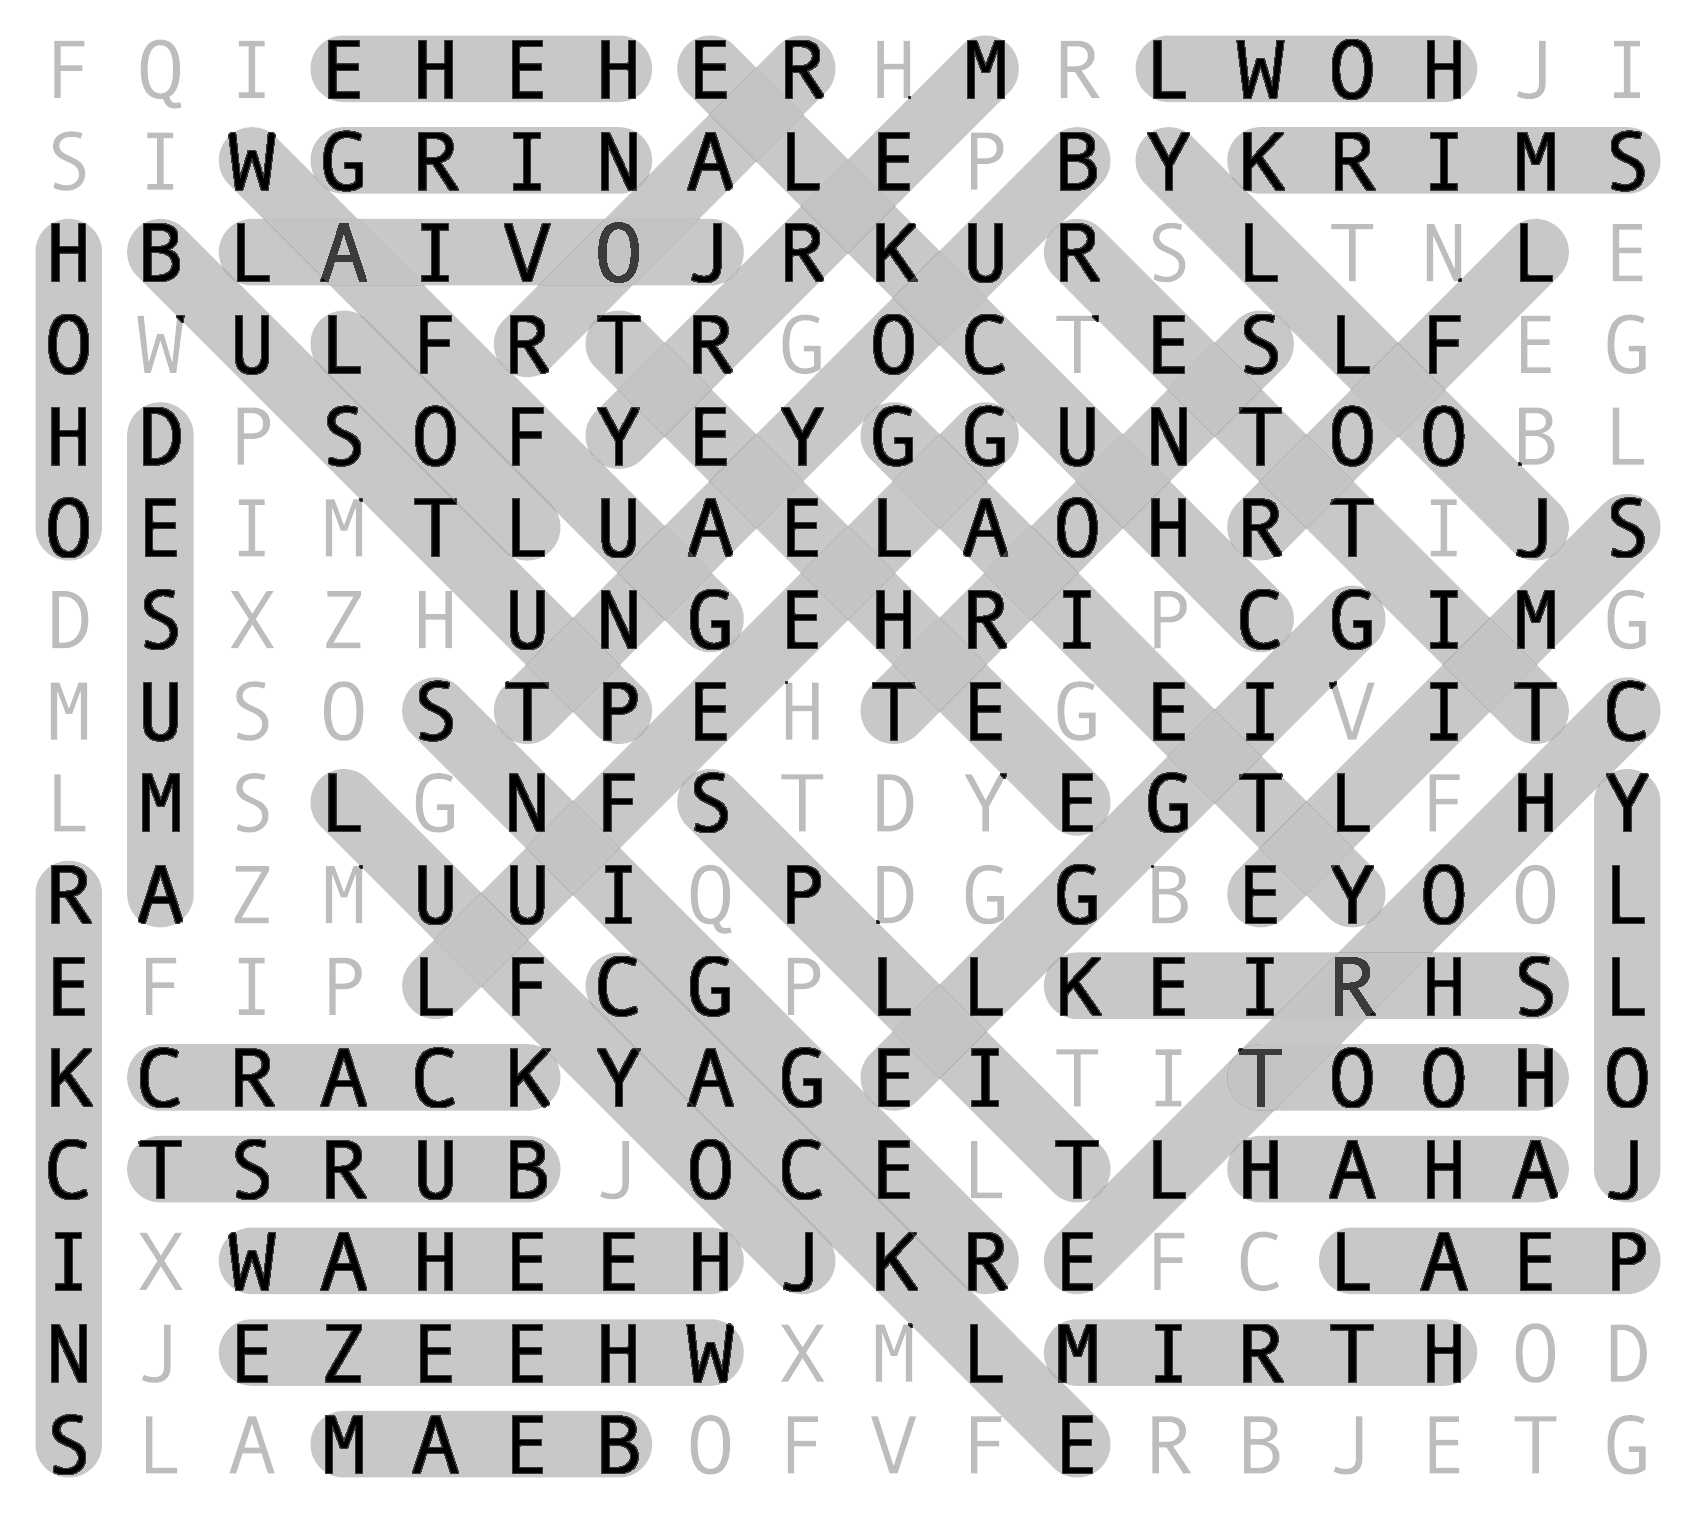 F Q I E H E H E R H M R L W O H J I
S I W G R I N A L E P B Y K R I M S
H B L A I V O J R K U R S L T N L E
O W U L F R T R G O C T E S L F E G
H D P S O F Y E Y G G U N T O O B L
O E I M T L U A E L A O H R T I J S
D S X Z H U N G E H R I P C G I M G
M U S O S T P E H T E G E I V I T C
L M S L G N F S T D Y E G T L F H Y
R A Z M U U I Q P D G G B E Y O O L
E F I P L F C G P L L K E I R H S L
K C R A C K Y A G E I T I T O O H O
C T S R U B J O C E L T L H A H A J
I X W A H E E H J K R E F C L A E P
N J E Z E E H W X M L M I R T H O D
S L A M A E B O F V F E R B J E T G